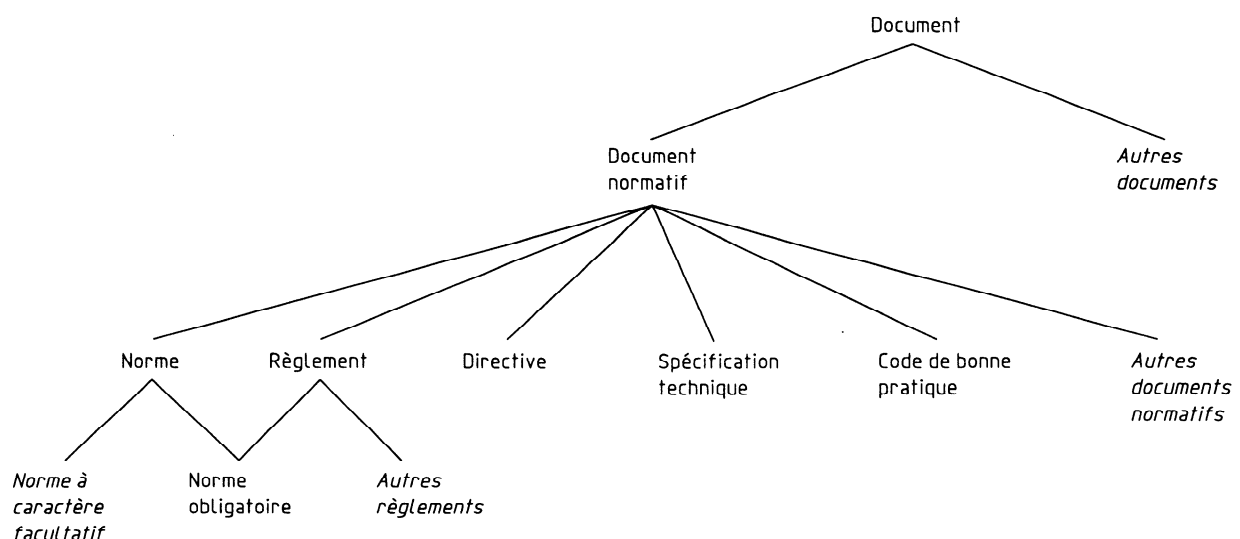 Document
Document
normatif
Autres
documents
Norme
Règlement
Directive
Spécification
technique
Code de bonne
pratique
Autres
documents
normatifs
Norme à
caractère
facultatif
Norme
obligatoire
Autres
règlements